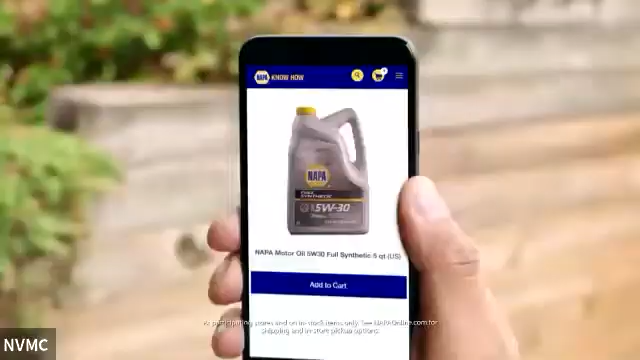 NAPA KNOW HOW
NAPA
FULL SYNTHETIC
5W-30
NAPA Motor Oil 5W30 Full Synthetic 5 qt (US)
Add to Cart
At participating stores and on in-stock items only. See NAPAOnline.com for
shipping and in-store pickup options.
NVMC